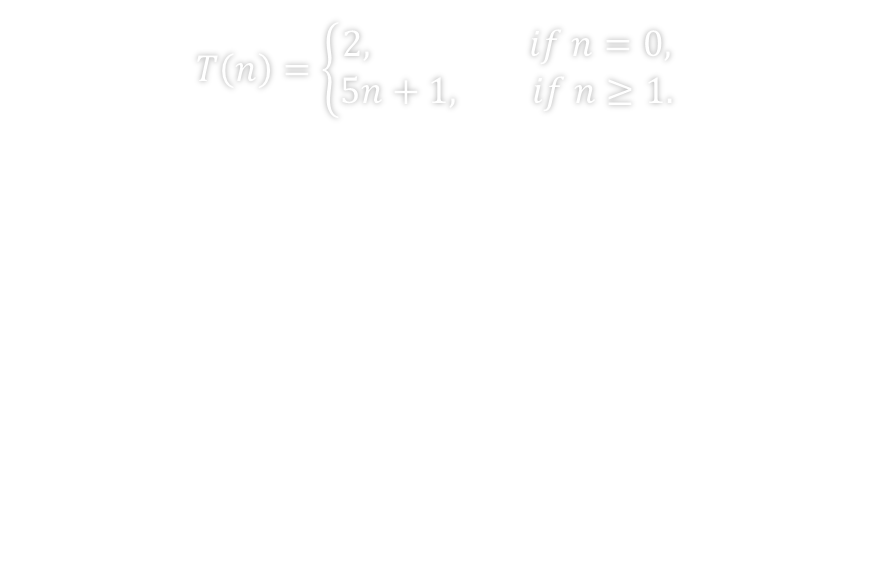 T(n) = { 2, if n = 0,
5n + 1, if n ≥ 1.